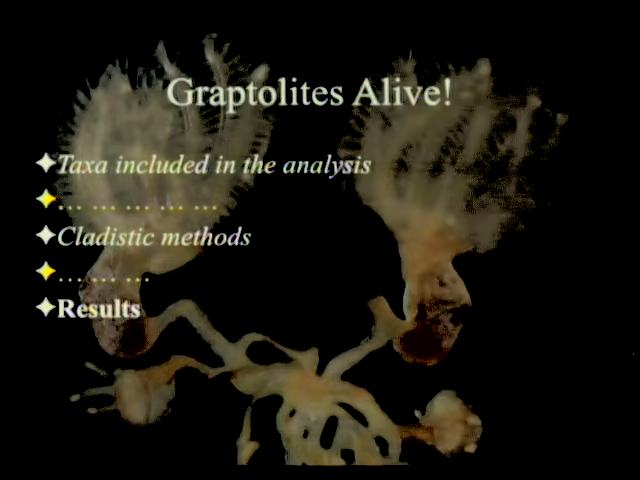 Graptolites Alive!
Taxa included in the analysis
… … … … …
Cladistic methods
… … …
Results